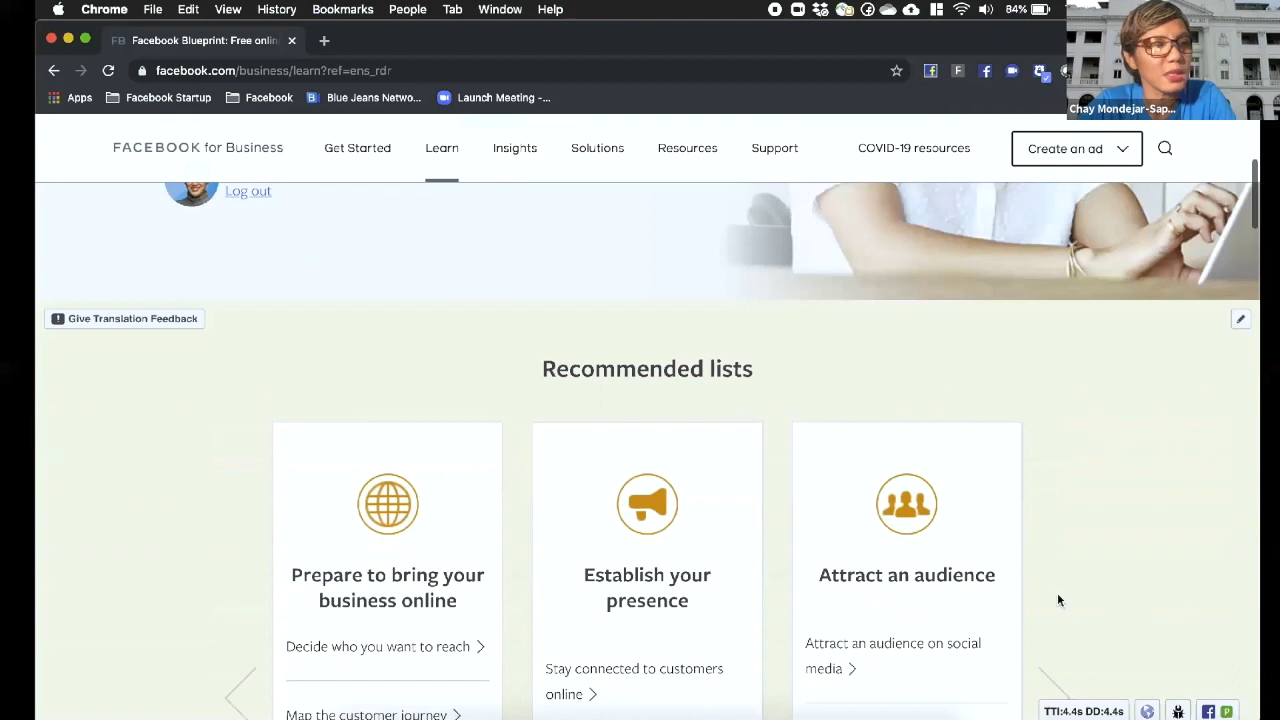 Chrome File Edit View History Bookmarks People Tab Window Help 84%
FB Facebook Blueprint: Free onlin
facebook.com/business/learn?ref=ens_rdr
Apps Facebook Startup Facebook Blue Jeans Netwo... Launch Meeting -...
Chay Mondejar-Sap...
FACEBOOK for Business Get Started Learn Insights Solutions Resources Support COVID-19 resources Create an ad
Log out
Give Translation Feedback
Recommended lists
Prepare to bring your
business online
Decide who you want to reach
Map the customer journey
Establish your
presence
Stay connected to customers
online
Attract an audience
Attract an audience on social
media
TTI:4.4s DD:4.4s